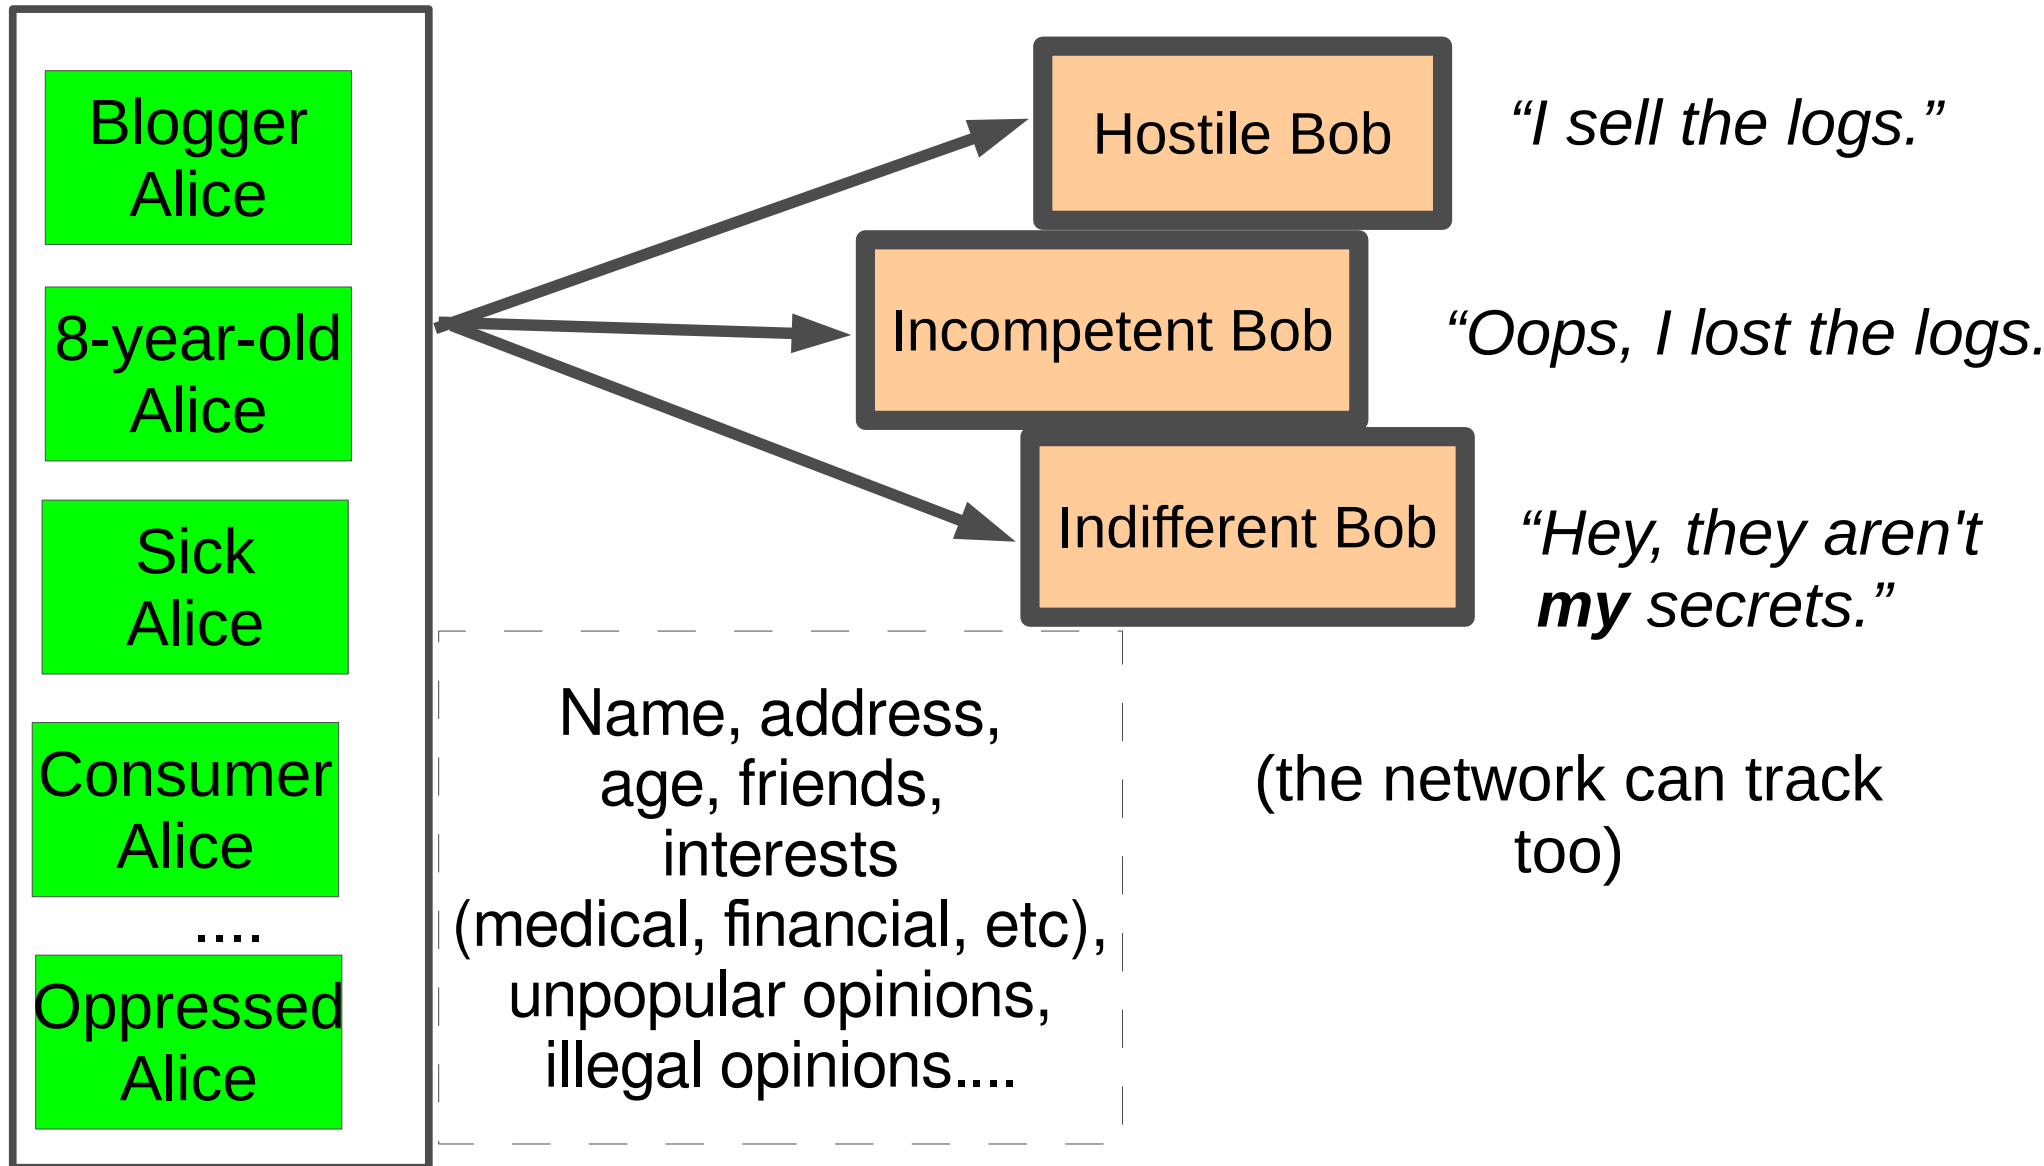 Blogger
Alice
8-year-old
Alice
Sick
Alice
Consumer
Alice
....
Oppressed
Alice
Hostile Bob
“I sell the logs.”
Incompetent Bob
“Oops, I lost the logs.
Indifferent Bob
“Hey, they aren't
my secrets.”
Name, address,
age, friends,
interests
(medical, financial, etc),
unpopular opinions,
illegal opinions....
(the network can track
too)